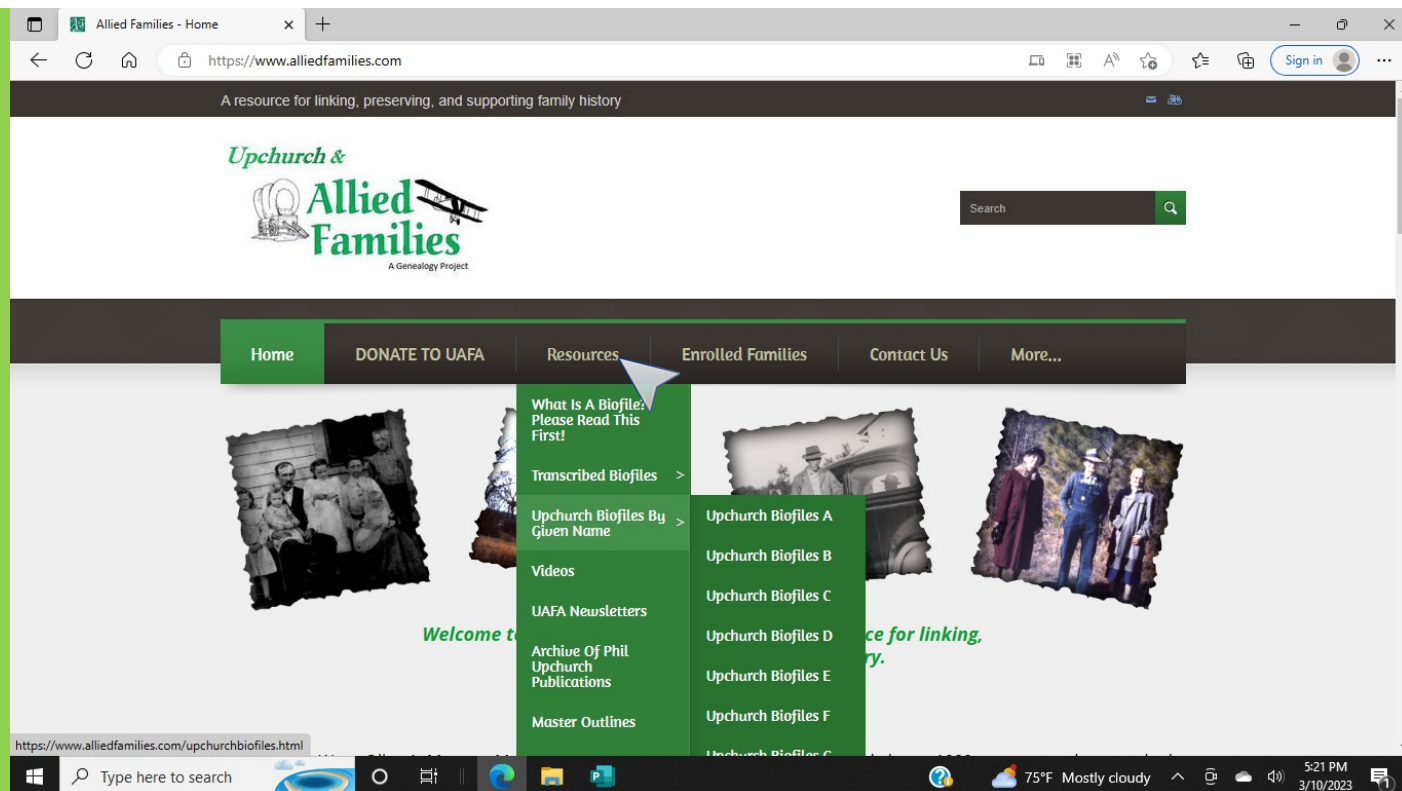 Allied Families - Home
https://www.alliedfamilies.com
Sign in
A resource for linking, preserving, and supporting family history
Upchurch &
Allied
Families
A Genealogy Project
Search
Home DONATE TO UAFA Resources Enrolled Families Contact Us More...
What Is A Biofile?
Please Read This
First!
Transcribed Biofiles >
Upchurch Biofiles By >
Given Name
Videos
UAFA Newsletters
Archive Of Phil
Upchurch
Publications
Master Outlines
Upchurch Biofiles A
Upchurch Biofiles B
Upchurch Biofiles C
Upchurch Biofiles D
Upchurch Biofiles E
Upchurch Biofiles F
Welcome ce for linking,
ry.
https://www.alliedfamilies.com/upchurchbiofiles.html
Type here to search
75°F Mostly cloudy
5:21 PM
3/10/2023